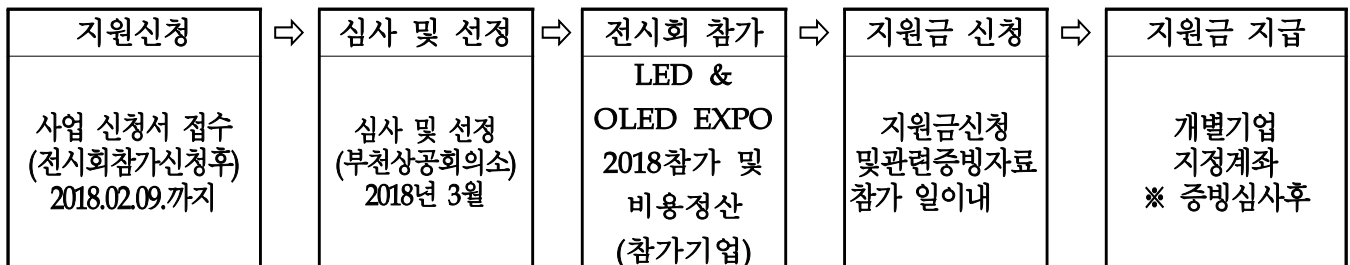 지원신청 ⇨ 심사 및 선정 ⇨ 전시회 참가 ⇨ 지원금 신청 ⇨ 지원금 지급
사업 신청서 접수
(전시회참가신청후)
2018.02.09.까지
심사 및 선정
(부천상공회의소)
2018년 3월
LED &
OLED EXPO
2018참가 및
비용정산
(참가기업)
지원금신청
및관련증빙자료
참가 일이내
개별기업
지정계좌
※ 증빙심사후